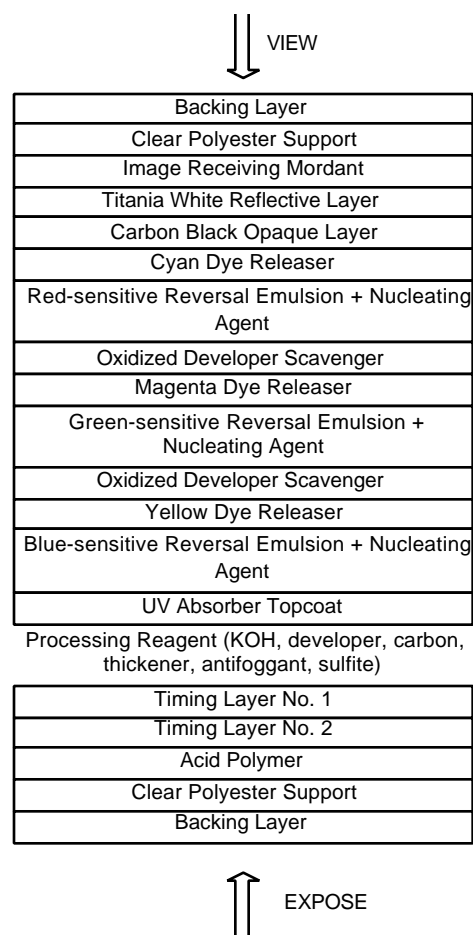 VIEW
Backing Layer
Clear Polyester Support
Image Receiving Mordant
Titania White Reflective Layer
Carbon Black Opaque Layer
Cyan Dye Releaser
Red-sensitive Reversal Emulsion + Nucleating
Agent
Oxidized Developer Scavenger
Magenta Dye Releaser
Green-sensitive Reversal Emulsion +
Nucleating Agent
Oxidized Developer Scavenger
Yellow Dye Releaser
Blue-sensitive Reversal Emulsion + Nucleating
Agent
UV Absorber Topcoat
Processing Reagent (KOH, developer, carbon,
thickener, antifoggant, sulfite)
Timing Layer No. 1
Timing Layer No. 2
Acid Polymer
Clear Polyester Support
Backing Layer
EXPOSE